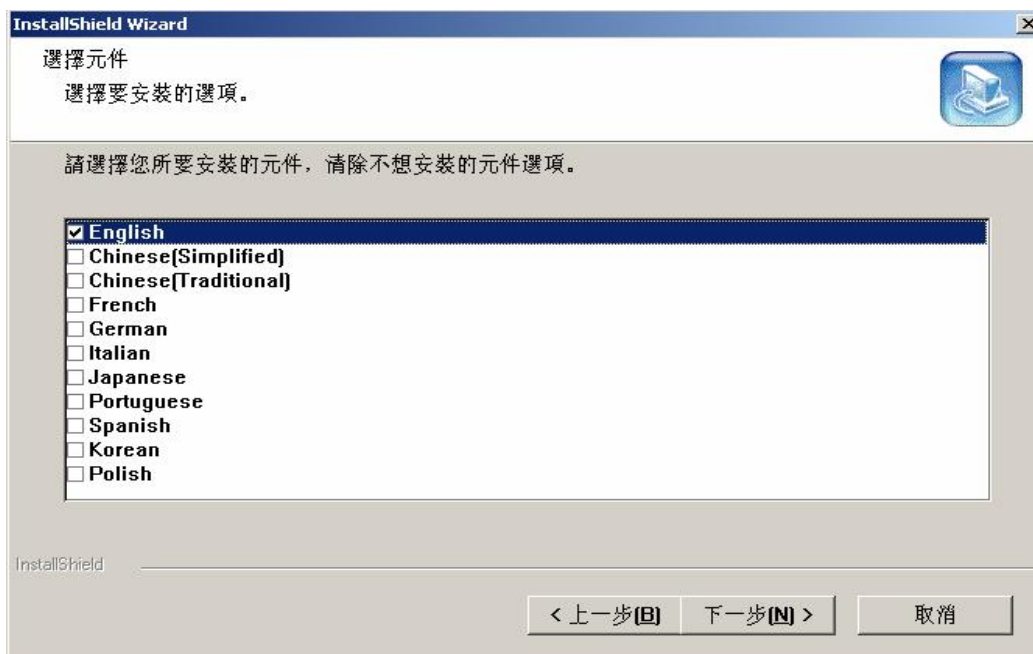 InstallShield Wizard
選擇元件
選擇要安裝的選項。
請選擇您所要安裝的元件，清除不想安裝的元件選項。
English
Chinese(Simplified)
Chinese(Traditional)
French
German
Italian
Japanese
Portuguese
Spanish
Korean
Polish
InstallShield
< 上一步(B) 下一步(N) > 取消